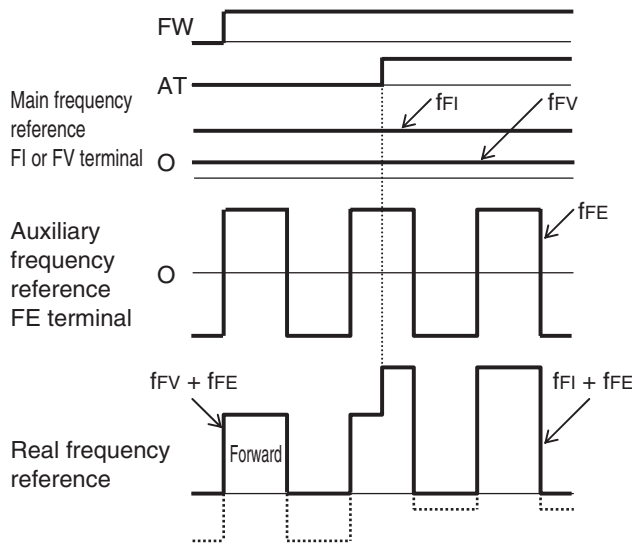 FW
AT
Main frequency
reference
FI or FV terminal
O
fFI
fFV
Auxiliary
frequency
reference
FE terminal
O
fFE
fFV + fFE
fFI + fFE
Real frequency
reference
Forward